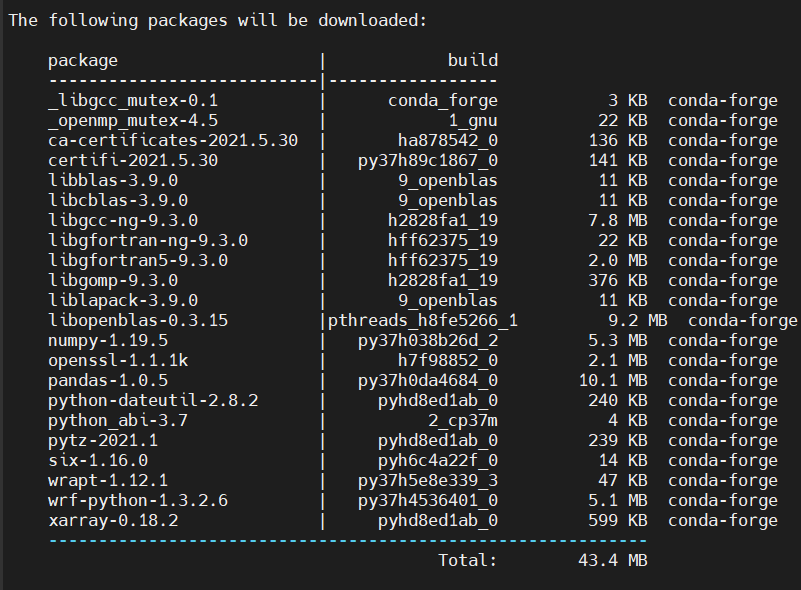 The following packages will be downloaded:
package | build
---------------------------|-----------------
_libgcc_mutex-0.1 | conda_forge 3 KB conda-forge
_openmp_mutex-4.5 | 1_gnu 22 KB conda-forge
ca-certificates-2021.5.30 | ha878542_0 136 KB conda-forge
certifi-2021.5.30 | py37h89c1867_0 141 KB conda-forge
libblas-3.9.0 | 9_openblas 11 KB conda-forge
libcblas-3.9.0 | 9_openblas 11 KB conda-forge
libgcc-ng-9.3.0 | h2828fa1_19 7.8 MB conda-forge
libgfortran-ng-9.3.0 | hff62375_19 22 KB conda-forge
libgfortran5-9.3.0 | hff62375_19 2.0 MB conda-forge
libgomp-9.3.0 | h2828fa1_19 376 KB conda-forge
liblapack-3.9.0 | 9_openblas 11 KB conda-forge
libopenblas-0.3.15 |pthreads_h8fe5266_1 9.2 MB conda-forge
numpy-1.19.5 | py37h038b26d_2 5.3 MB conda-forge
openssl-1.1.1k | h7f98852_0 2.1 MB conda-forge
pandas-1.0.5 | py37h0da4684_0 10.1 MB conda-forge
python-dateutil-2.8.2 | pyhd8ed1ab_0 240 KB conda-forge
python_abi-3.7 | 2_cp37m 4 KB conda-forge
pytz-2021.1 | pyhd8ed1ab_0 239 KB conda-forge
six-1.16.0 | pyh6c4a22f_0 14 KB conda-forge
wrapt-1.12.1 | py37h5e8e339_3 47 KB conda-forge
wrf-python-1.3.2.6 | py37h4536401_0 5.1 MB conda-forge
xarray-0.18.2 | pyhd8ed1ab_0 599 KB conda-forge
------------------------------------------------------------
Total: 43.4 MB